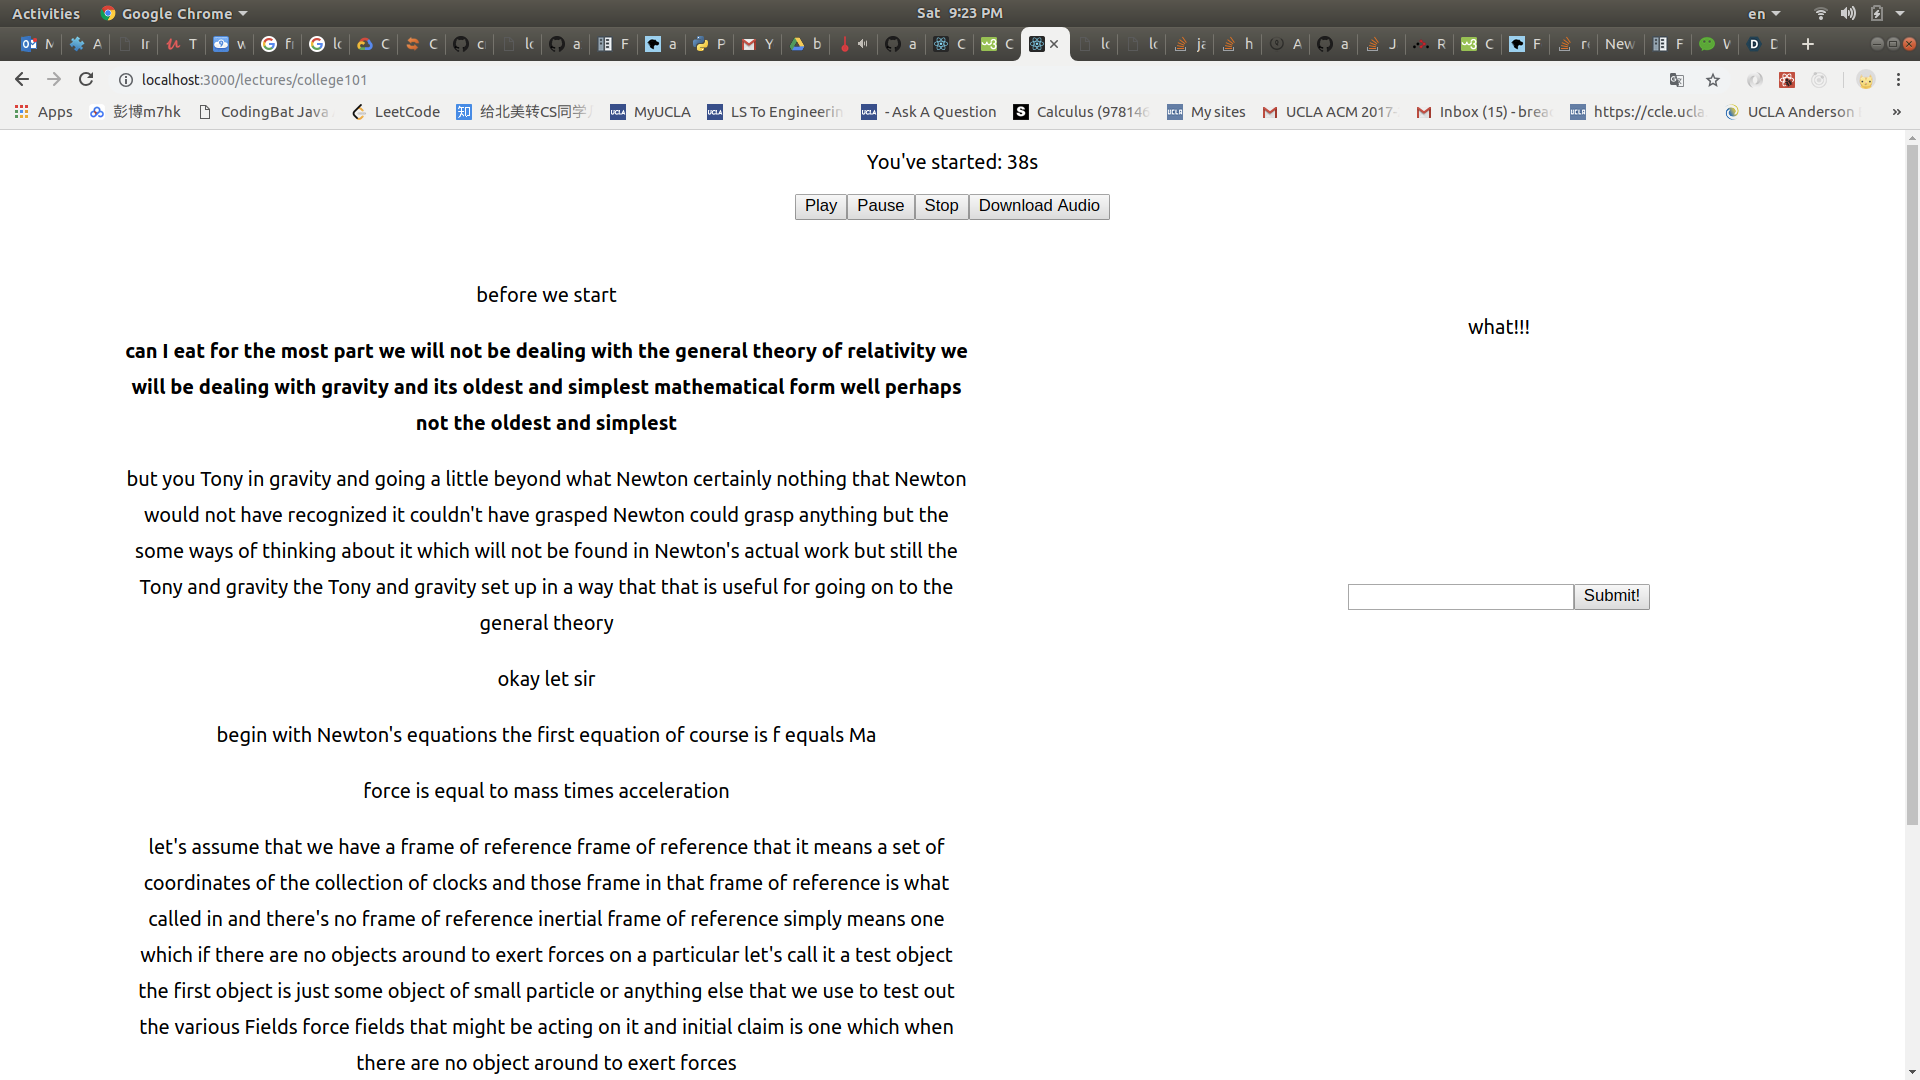 Activities Google Chrome Sat 9:23 PM en
localhost:3000/lectures/college101
Apps 彭博m7hk CodingBat Java LeetCode 给北美转CS同学 MyUCLA LS To Engineerin - Ask A Question Calculus (978146 My sites UCLA ACM 2017- Inbox (15) - brea https://ccle.ucla UCLA Anderson »
You've started: 38s
Play Pause Stop Download Audio
before we start
what!!!
can I eat for the most part we will not be dealing with the general theory of relativity we
will be dealing with gravity and its oldest and simplest mathematical form well perhaps
not the oldest and simplest
but you Tony in gravity and going a little beyond what Newton certainly nothing that Newton
would not have recognized it couldn't have grasped Newton could grasp anything but the
some ways of thinking about it which will not be found in Newton's actual work but still the
Tony and gravity the Tony and gravity set up in a way that that is useful for going on to the
general theory
Submit!
okay let sir
begin with Newton's equations the first equation of course is f equals Ma
force is equal to mass times acceleration
let's assume that we have a frame of reference frame of reference that it means a set of
coordinates of the collection of clocks and those frame in that frame of reference is what
called in and there's no frame of reference inertial frame of reference simply means one
which if there are no objects around to exert forces on a particular let's call it a test object
the first object is just some object of small particle or anything else that we use to test out
the various Fields force fields that might be acting on it and initial claim is one which when
there are no object around to exert forces